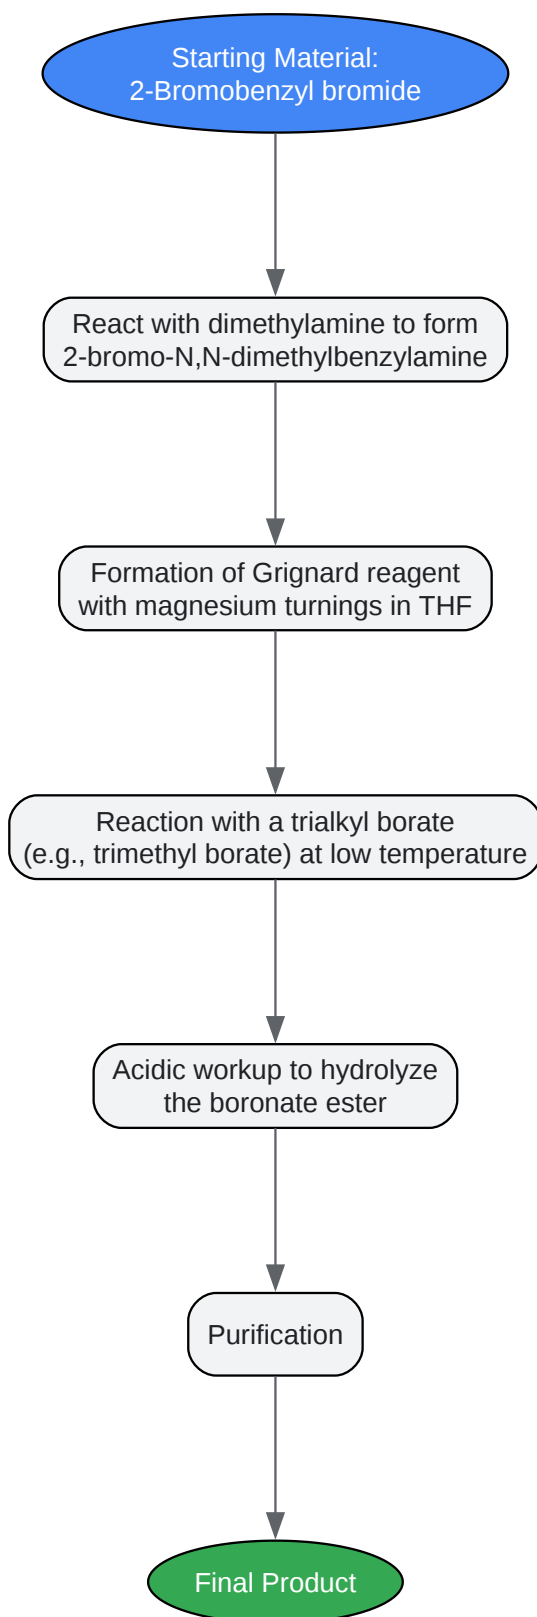 Starting Material:
2-Bromobenzyl bromide
React with dimethylamine to form
2-bromo-N,N-dimethylbenzylamine
Formation of Grignard reagent
with magnesium turnings in THF
Reaction with a trialkyl borate
(e.g., trimethyl borate) at low temperature
Acidic workup to hydrolyze
the boronate ester
Purification
Final Product